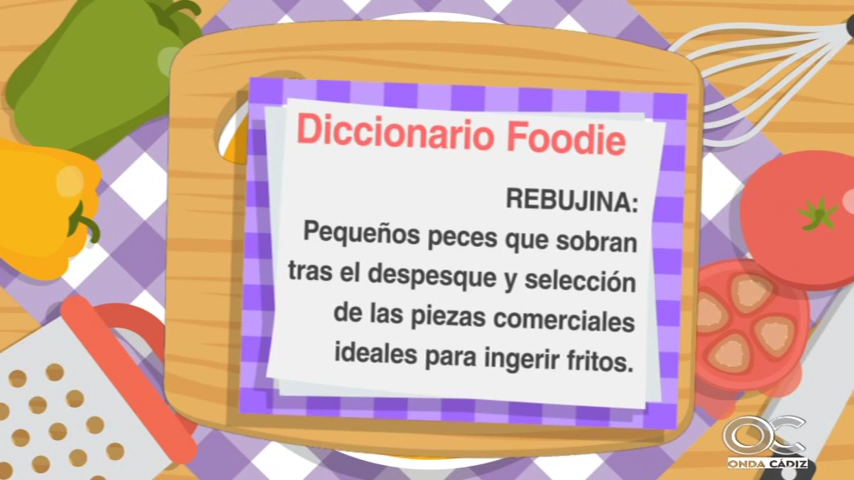 Diccionario Foodie
REBUJINA:
Pequeños peces que sobran
tras el despesque y selección
de las piezas comerciales
ideales para ingerir fritos.
OC
ONDA CÁDIZ